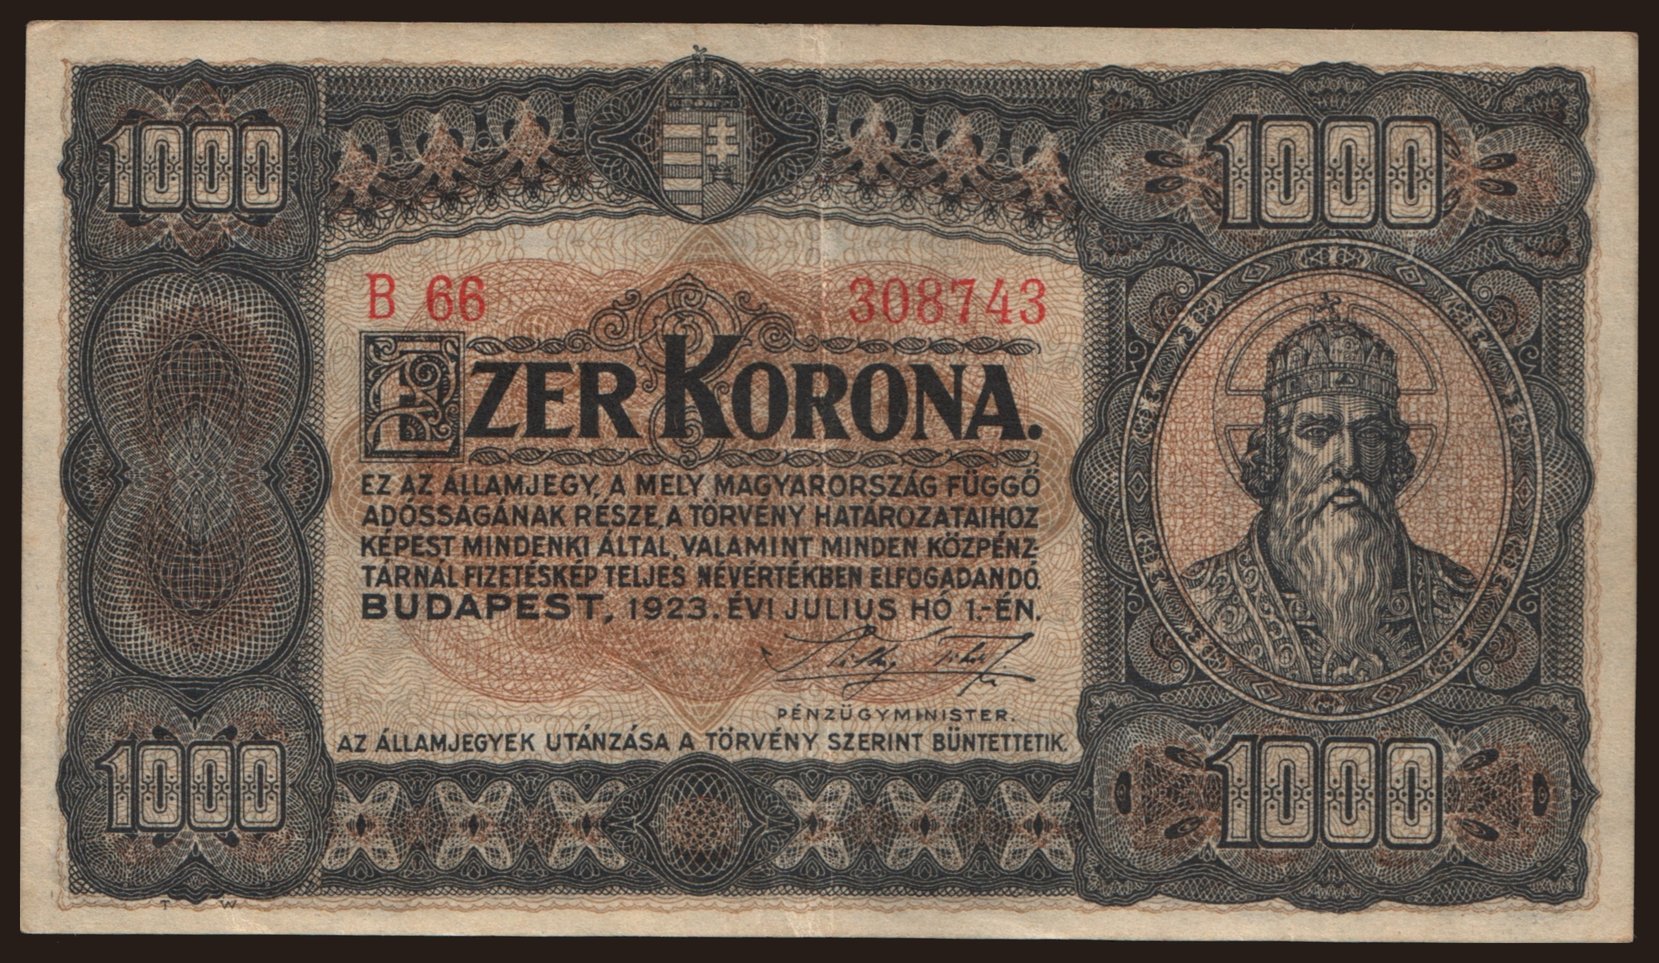 1000
1000
B 66 308743
EZER KORONA.
EZ AZ ÁLLAMJEGY, A MELY MAGYARORSZÁG FÜGGŐ
ADÓSSÁGÁNAK RÉSZE, A TÖRVÉNY HATÁROZATAIHOZ
KÉPEST MINDENKI ÁLTAL, VALAMINT MINDEN KÖZPÉNZ-
TÁRNÁL FIZETÉSKÉP TELJES NÉVÉRTÉKBEN ELFOGADANDÓ.
BUDAPEST, 1923. ÉVI JULIUS HÓ 1.-ÉN.
PÉNZÜGYMINISTER.
AZ ÁLLAMJEGYEK UTÁNZÁSA A TÖRVÉNY SZERINT BÜNTETTETIK.
1000
1000
T W